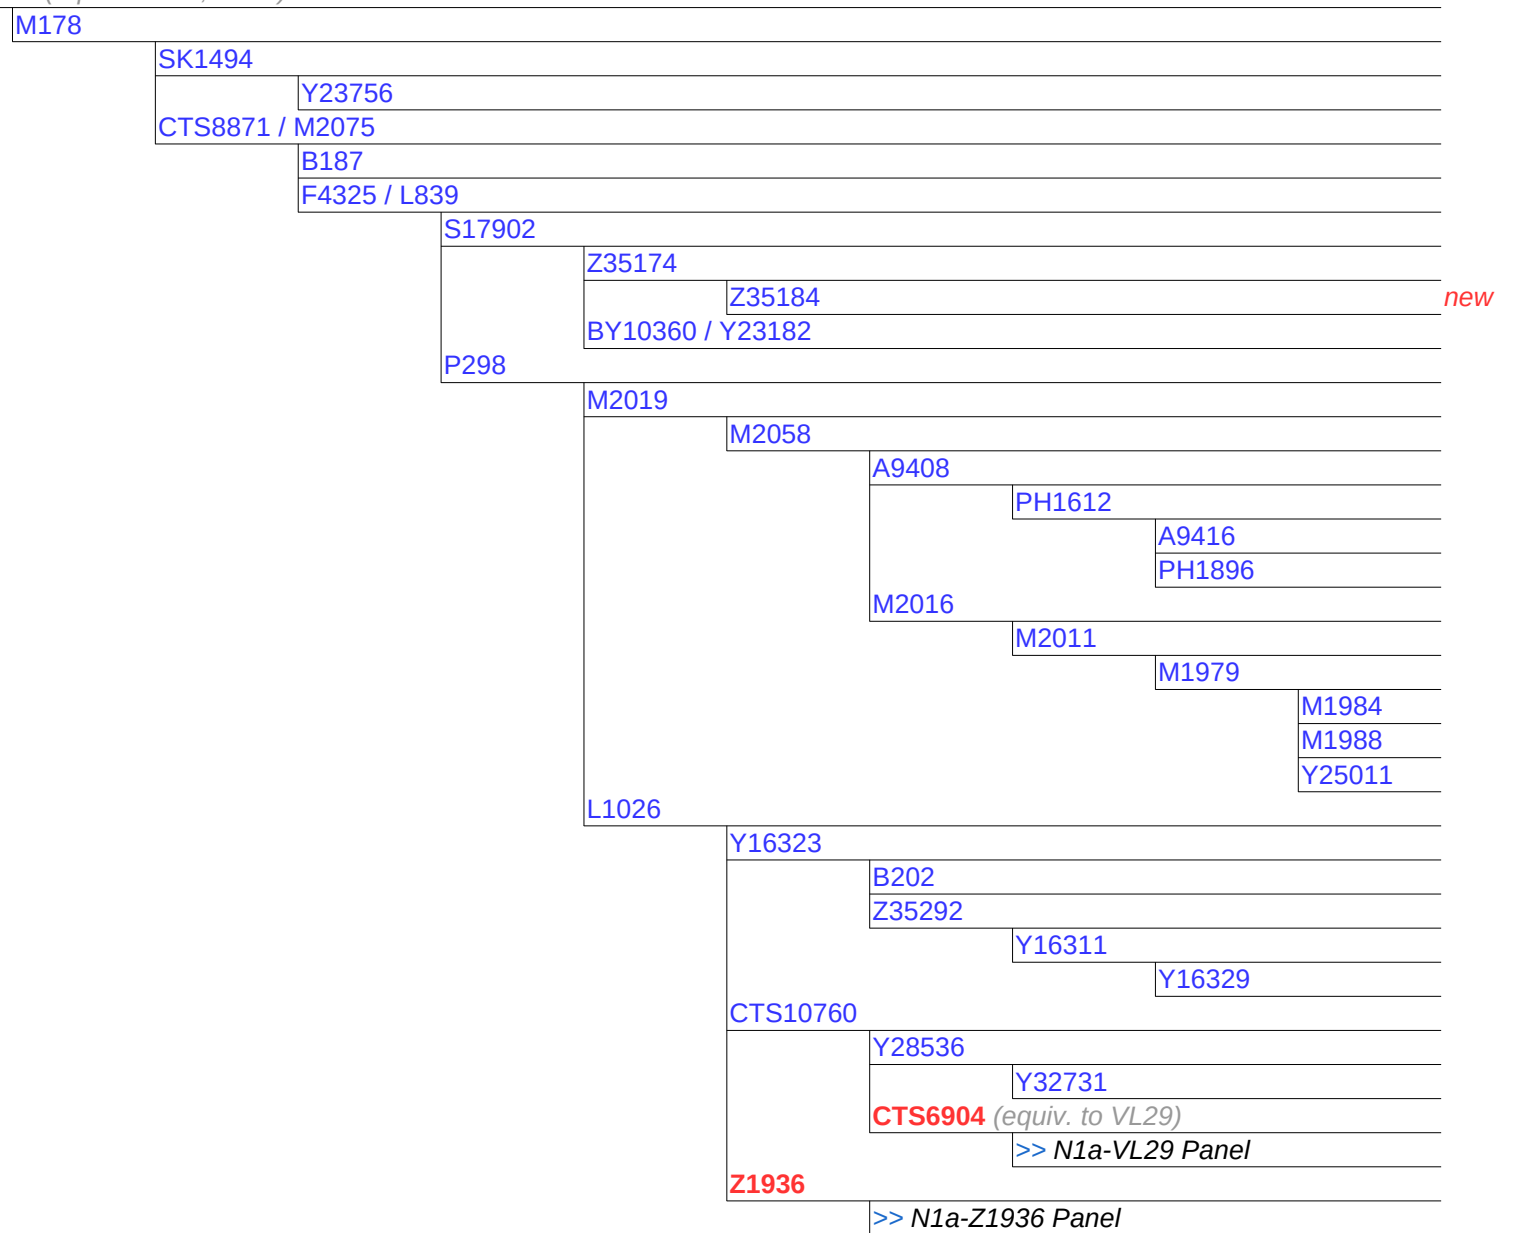 M178
SK1494
Y23756
CTS8871 / M2075
B187
F4325 / L839
S17902
Z35174
Z35184 new
BY10360 / Y23182
P298
M2019
M2058
A9408
PH1612
A9416
PH1896
M2016
M2011
M1979
M1984
M1988
Y25011
L1026
Y16323
B202
Z35292
Y16311
Y16329
CTS10760
Y28536
Y32731
CTS6904 (equiv. to VL29)
>> N1a-VL29 Panel
Z1936
>> N1a-Z1936 Panel